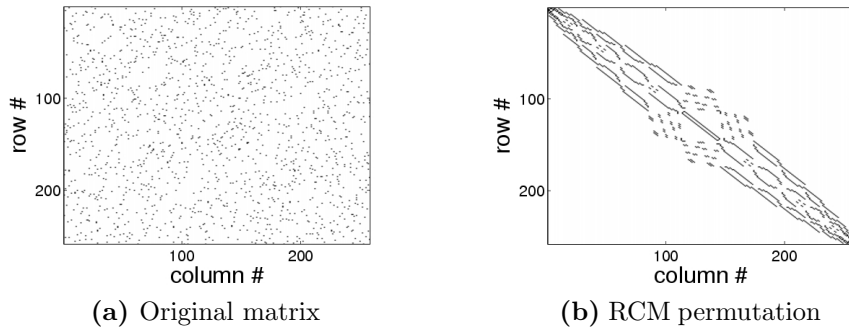 row #
100
200
100 200
column #
(a) Original matrix
row #
100
200
100 200
column #
(b) RCM permutation